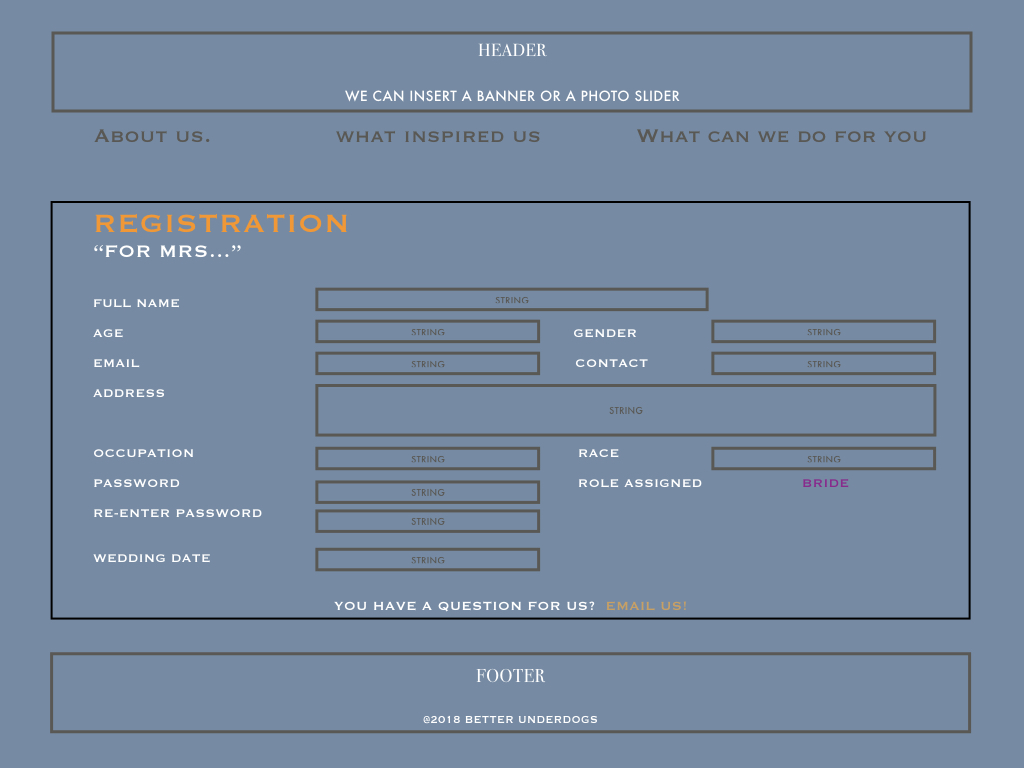 HEADER
WE CAN INSERT A BANNER OR A PHOTO SLIDER
ABOUT US. WHAT INSPIRED US WHAT CAN WE DO FOR YOU
REGISTRATION
“FOR MRS...”
FULL NAME STRING
AGE STRING GENDER STRING
EMAIL STRING CONTACT STRING
ADDRESS STRING
OCCUPATION STRING RACE STRING
PASSWORD STRING ROLE ASSIGNED BRIDE
RE-ENTER PASSWORD STRING
WEDDING DATE STRING
YOU HAVE A QUESTION FOR US? EMAIL US!
FOOTER
©2018 BETTER UNDERDOGS